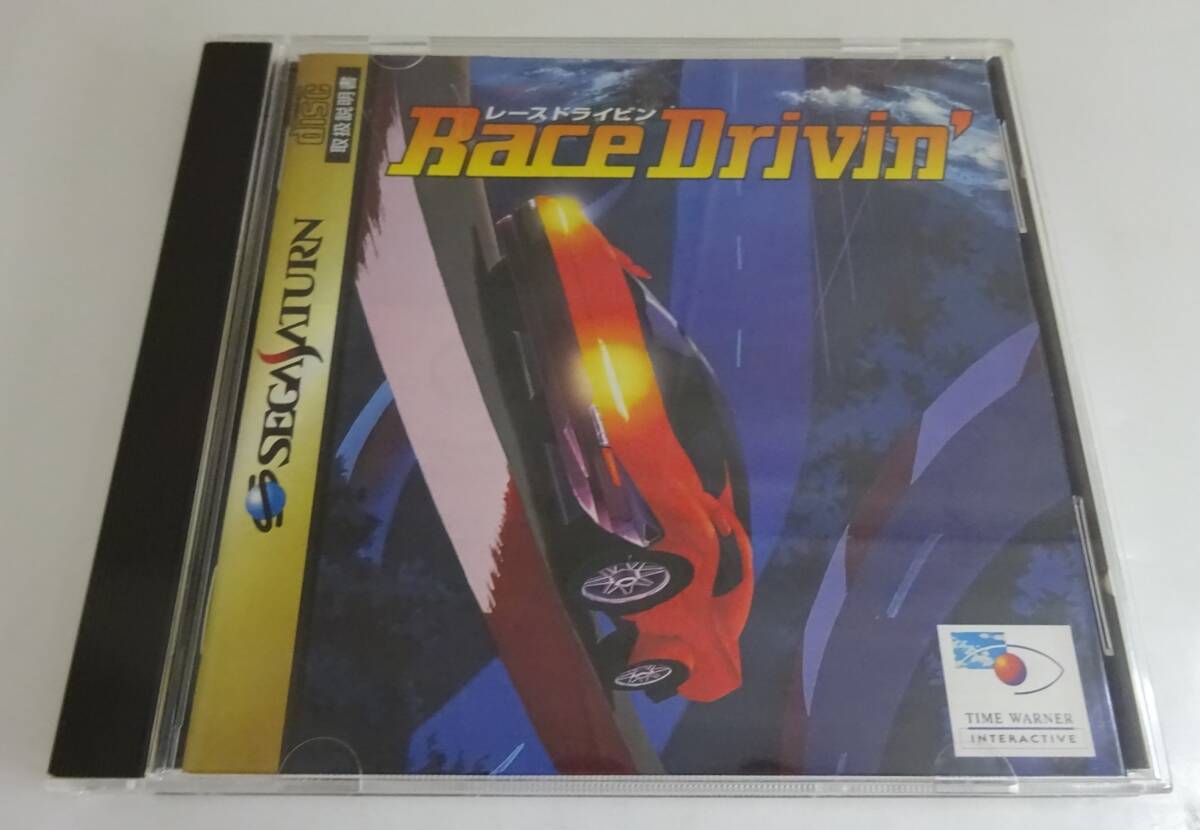 disc
取扱説明書
SEGA SATURN
レースドライビン
Race Drivin'
TIME WARNER
INTERACTIVE